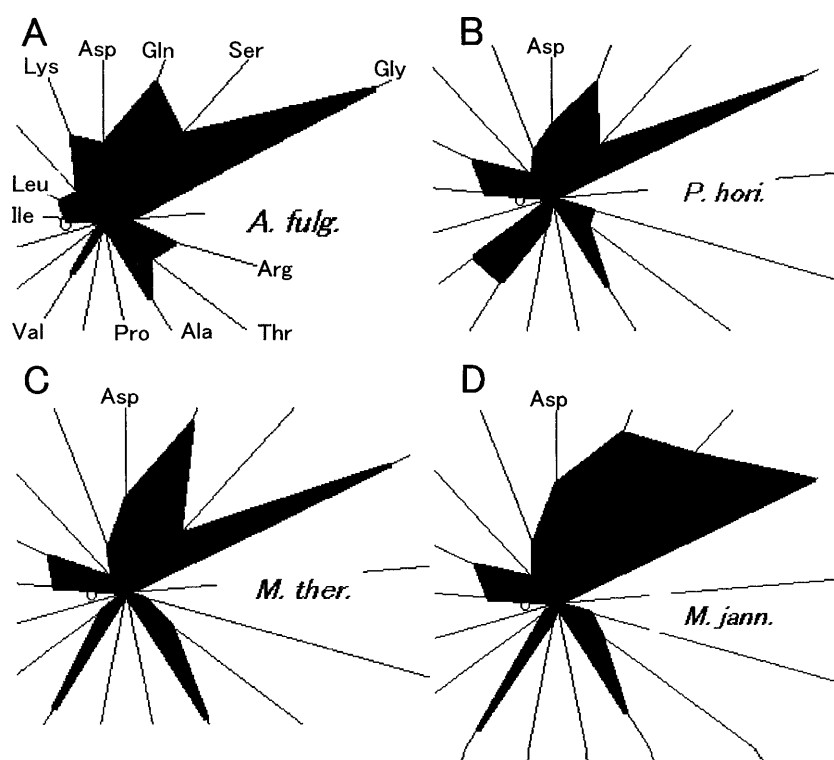 A
Asp
Gln
Ser
Lys
Gly
Leu
Ile
A. fulg.
Arg
Val
Pro
Ala
Thr
B
Asp
P. hori.
C
Asp
M. ther.
D
Asp
M. jann.